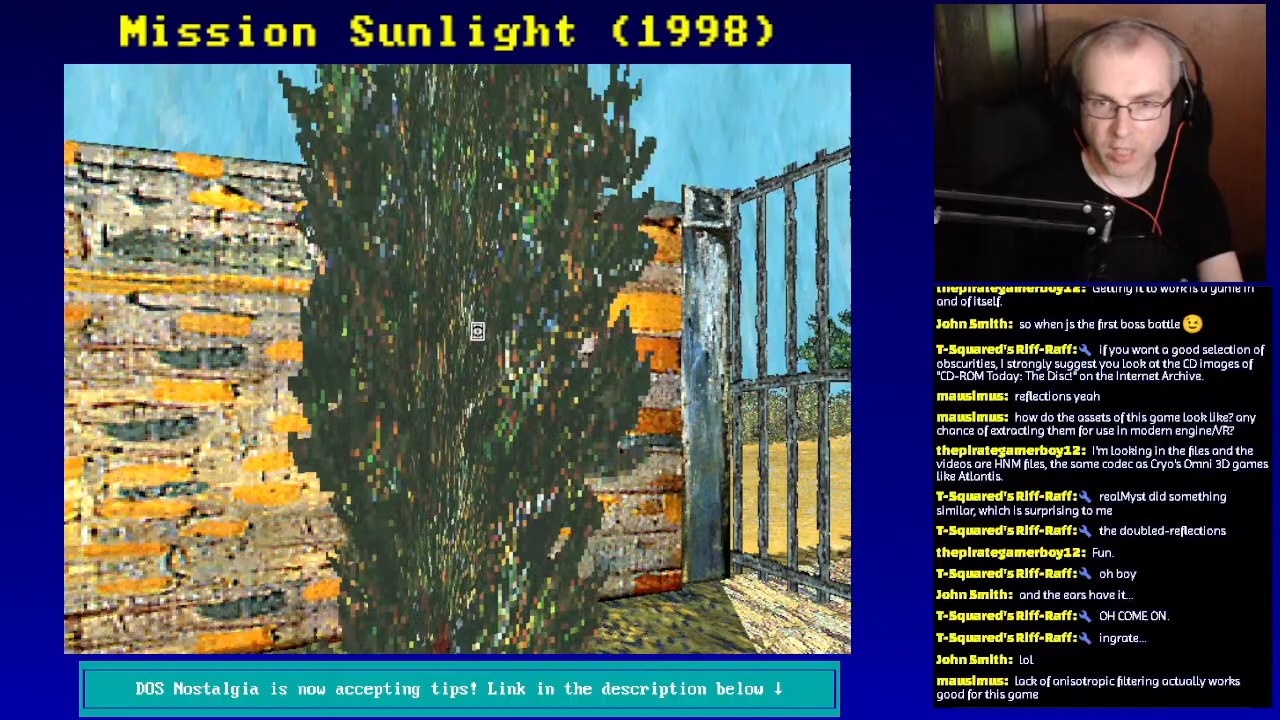 Mission Sunlight (1998)
thepirategamerboy12: Getting it to work is a game in
and of itself.
John Smith: so when js the first boss battle😉
T-Squared's Riff-Raff: if you want a good selection of
obscurities, i strongly suggest you look at the CD images of
"CD-ROM Today: The Disc!" on the Internet Archive.
mausimus: reflections yeah
mausimus: how do the assets of this game look like? any
chance of extracting them for use in modern engine/VR?
thepirategamerboy12: I'm looking in the files and the
videos are HNM files, the same codec as Cryo's Omni 3D games
like Atlantis.
T-Squared's Riff-Raff: realMyst did something
similar, which is surprising to me
T-Squared's Riff-Raff: the doubled-reflections
thepirategamerboy12: Fun.
T-Squared's Riff-Raff: oh boy
John Smith: and the ears have it...
T-Squared's Riff-Raff: OH COME ON.
T-Squared's Riff-Raff: ingrate...
John Smith: lol
mausimus: lack of anisotropic filtering actually works
good for this game
DOS Nostalgia is now accepting tips! Link in the description below ↓